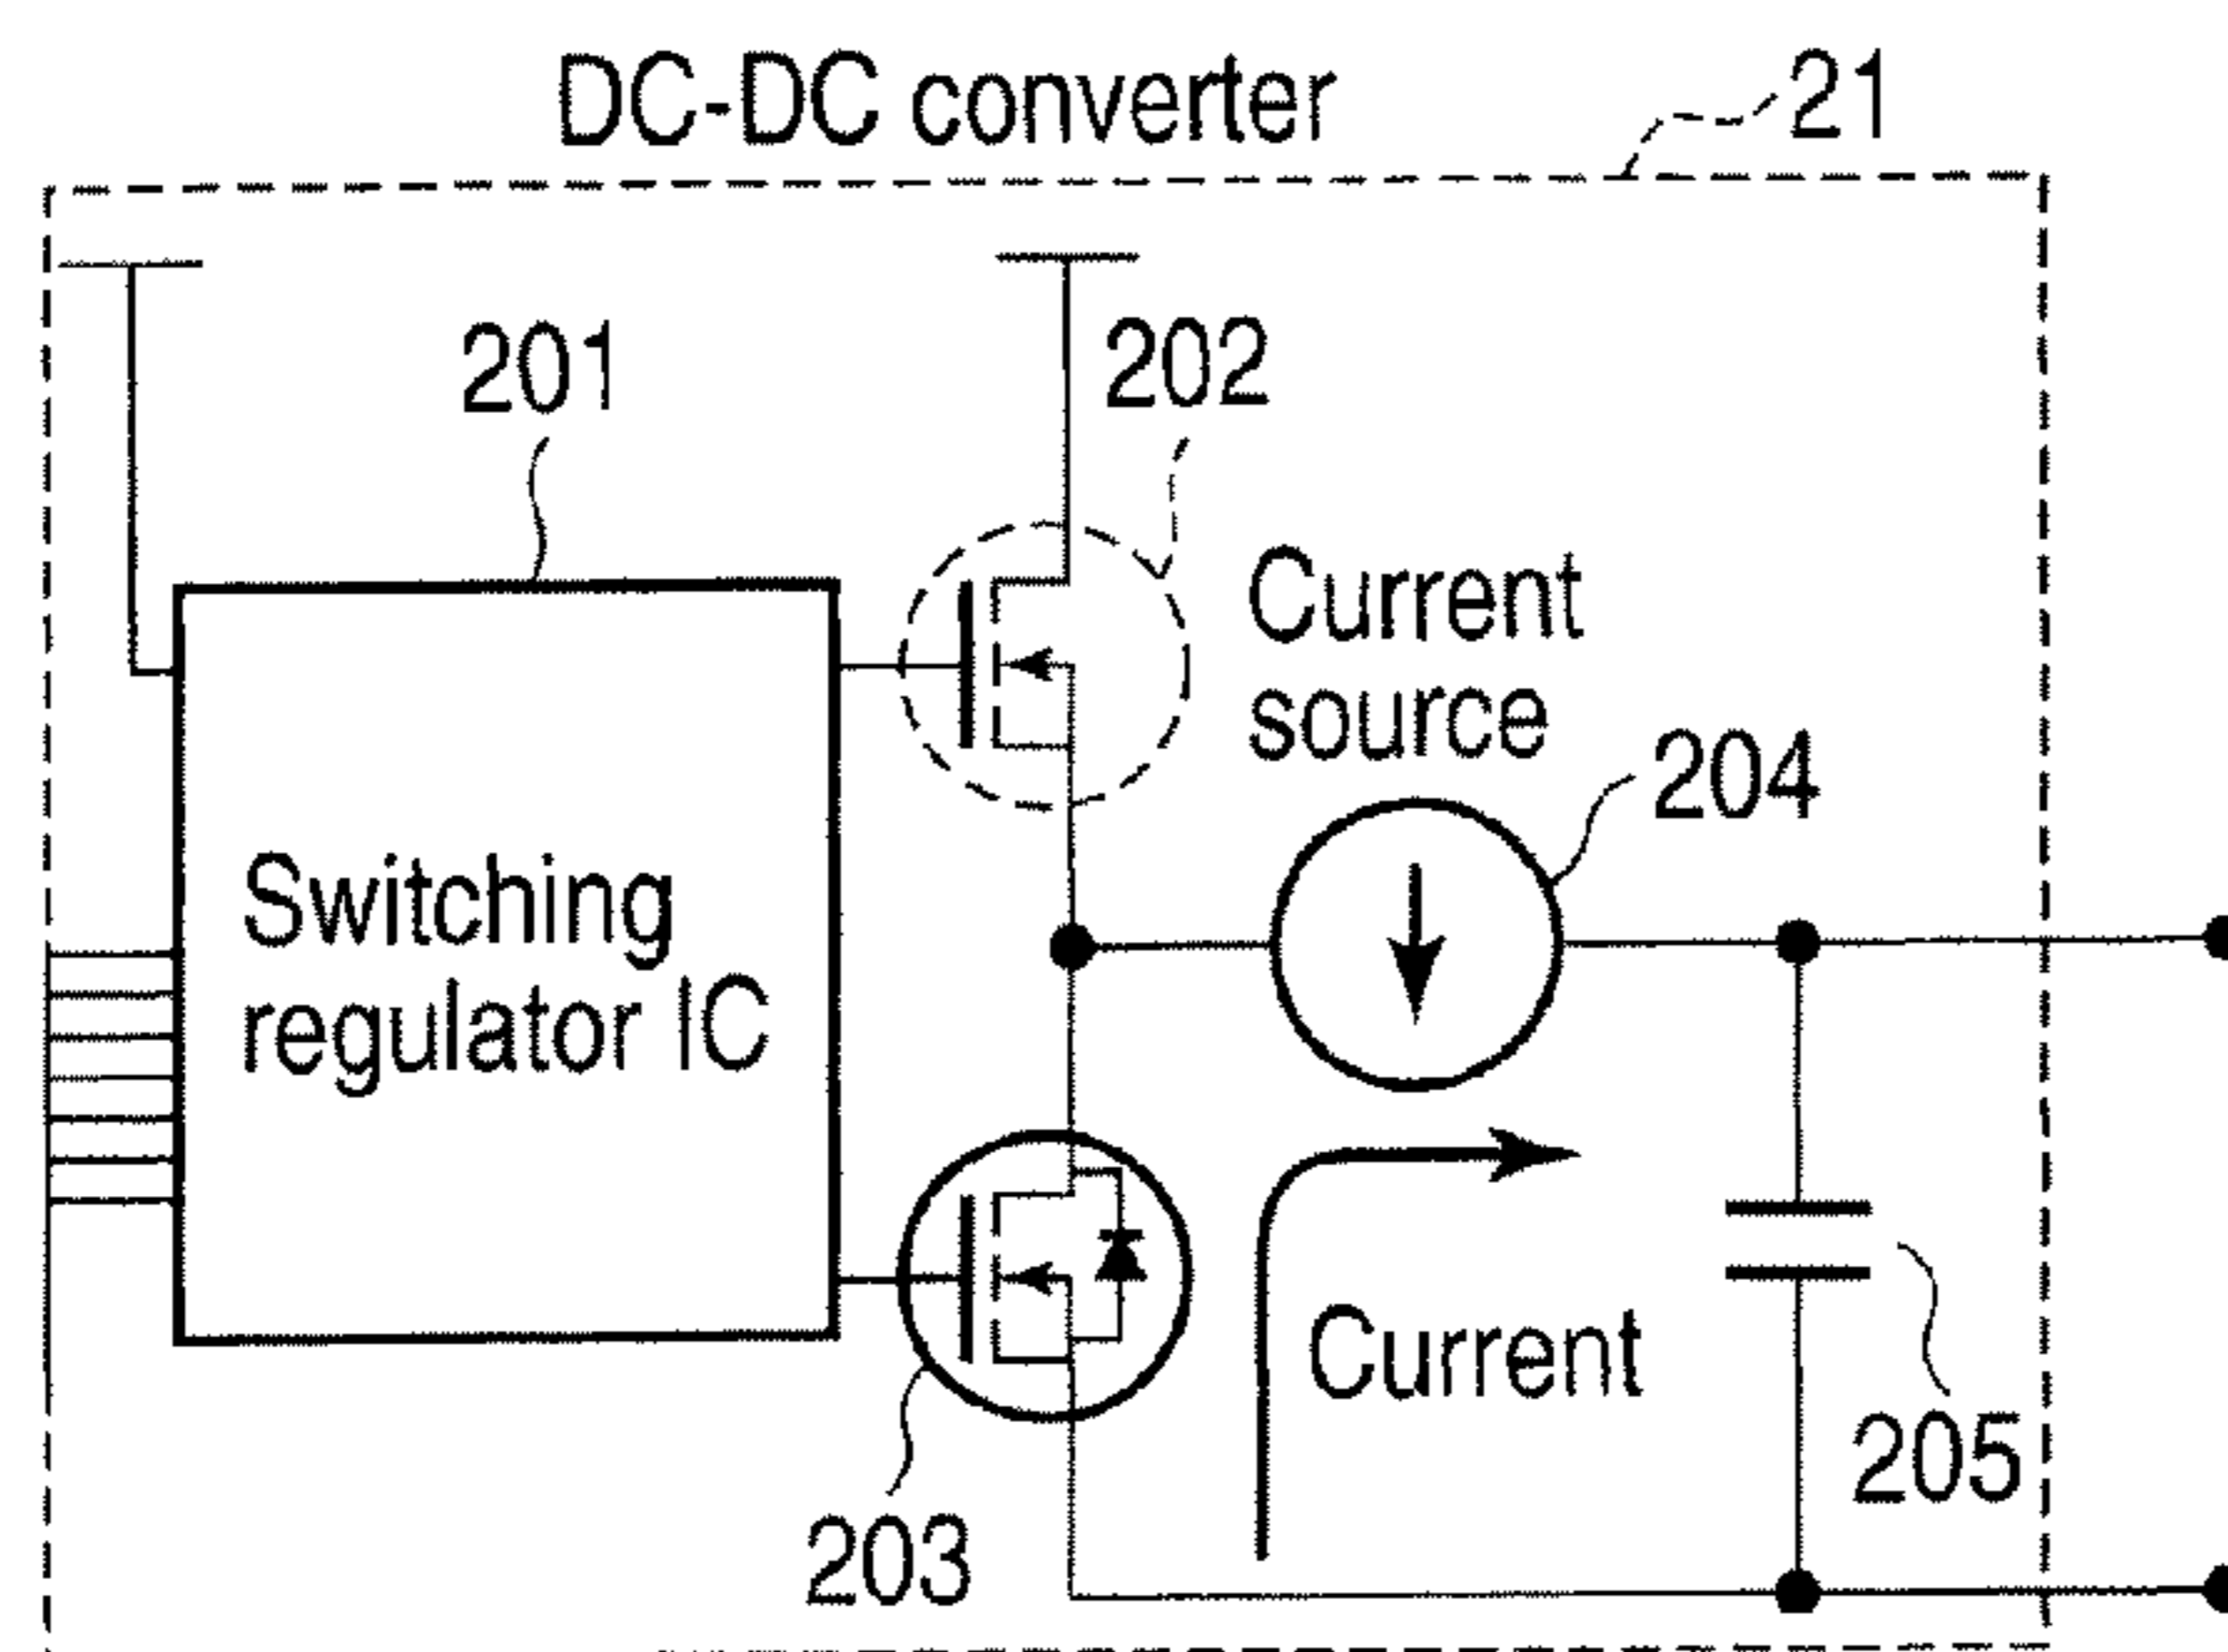 DC-DC converter
21
201
202
Current
source
204
Switching
regulator IC
Current
205
203